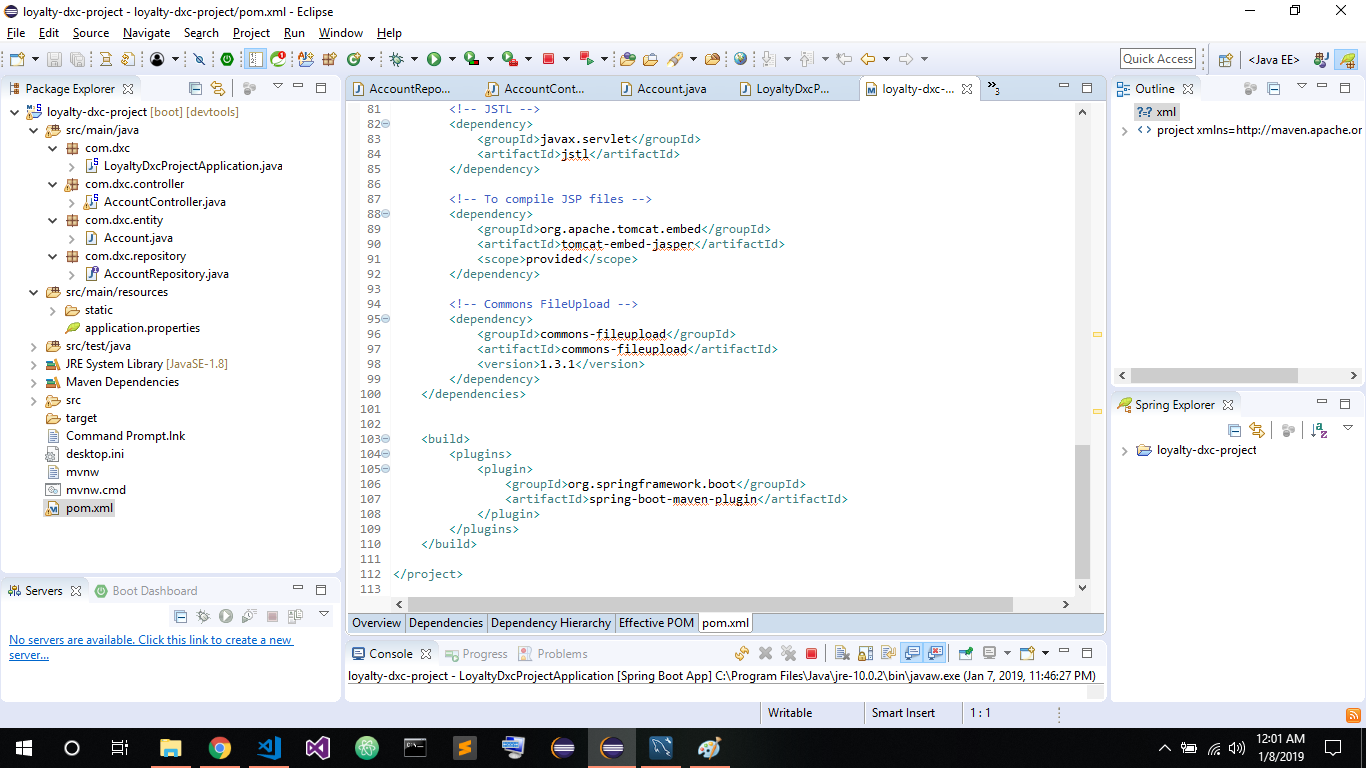 loyalty-dxc-project - loyalty-dxc-project/pom.xml - Eclipse
File Edit Source Navigate Search Project Run Window Help
Quick Access
<Java EE>
Package Explorer
loyalty-dxc-project [boot] [devtools]
src/main/java
com.dxc
LoyaltyDxcProjectApplication.java
com.dxc.controller
AccountController.java
com.dxc.entity
Account.java
com.dxc.repository
AccountRepository.java
src/main/resources
static
application.properties
src/test/java
JRE System Library [JavaSE-1.8]
Maven Dependencies
src
target
Command Prompt.lnk
desktop.ini
mvnw
mvnw.cmd
pom.xml
Servers Boot Dashboard
No servers are available. Click this link to create a new
server...
AccountRepo... AccountCont... Account.java LoyaltyDxcP... loyalty-dxc-... »3
81 <!-- JSTL -->
82 <dependency>
83 <groupId>javax.servlet</groupId>
84 <artifactId>jstl</artifactId>
85 </dependency>
86
87 <!-- To compile JSP files -->
88 <dependency>
89 <groupId>org.apache.tomcat.embed</groupId>
90 <artifactId>tomcat-embed-jasper</artifactId>
91 <scope>provided</scope>
92 </dependency>
93
94 <!-- Commons FileUpload -->
95 <dependency>
96 <groupId>commons-fileupload</groupId>
97 <artifactId>commons-fileupload</artifactId>
98 <version>1.3.1</version>
99 </dependency>
100 </dependencies>
101
102
103 <build>
104 <plugins>
105 <plugin>
106 <groupId>org.springframework.boot</groupId>
107 <artifactId>spring-boot-maven-plugin</artifactId>
108 </plugin>
109 </plugins>
110 </build>
111
112 </project>
113
Overview Dependencies Dependency Hierarchy Effective POM pom.xml
Console Progress Problems
loyalty-dxc-project - LoyaltyDxcProjectApplication [Spring Boot App] C:\Program Files\Java\jre-10.0.2\bin\javaw.exe (Jan 7, 2019, 11:46:27 PM)
Outline
?=? xml
<> project xmlns=http://maven.apache.or
Spring Explorer
loyalty-dxc-project
Writable Smart Insert 1 : 1
12:01 AM
1/8/2019